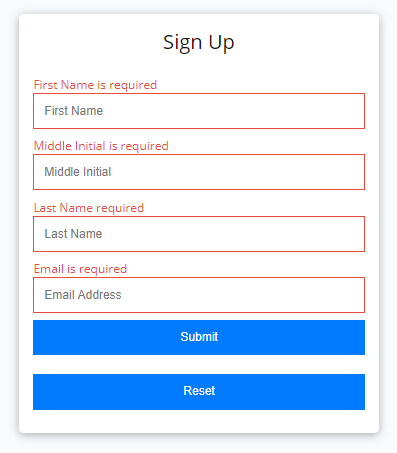 Sign Up
First Name is required
First Name
Middle Initial is required
Middle Initial
Last Name required
Last Name
Email is required
Email Address
Submit
Reset